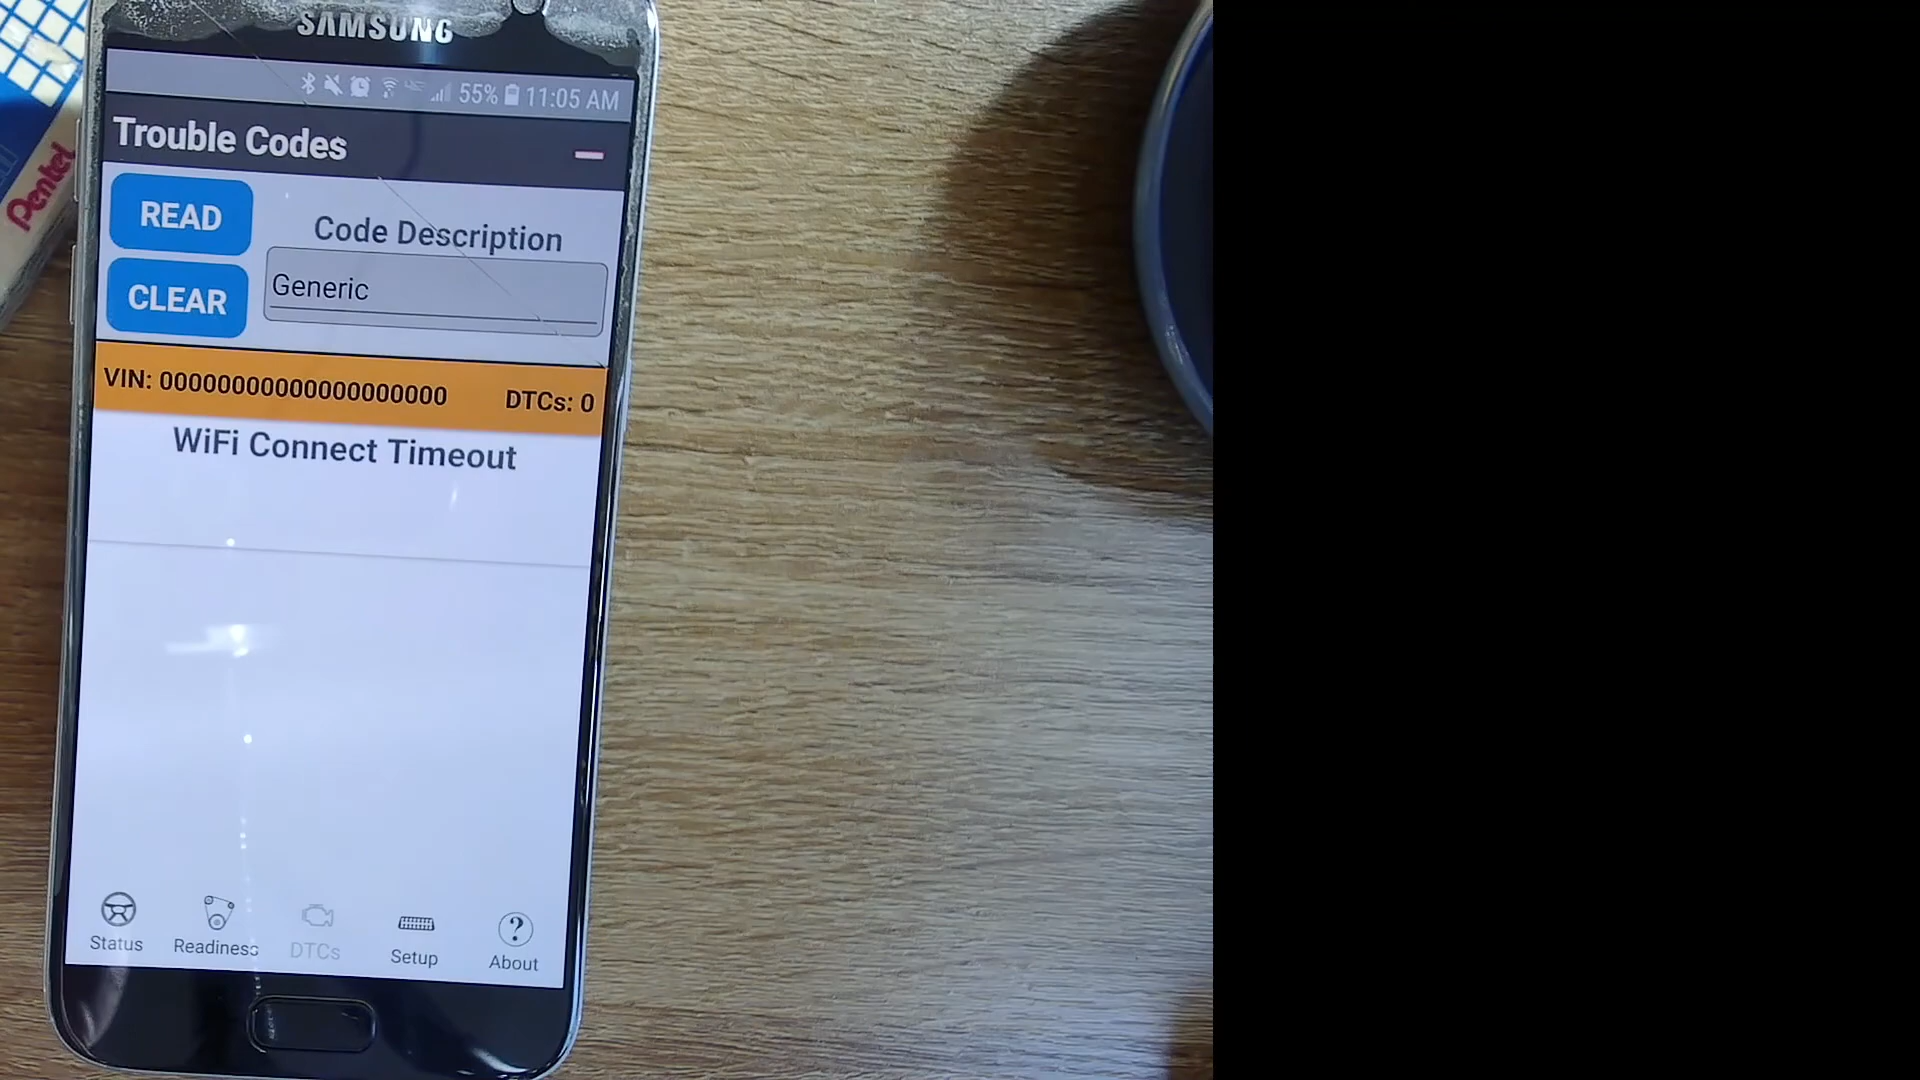 SAMSUNG
55% 11:05 AM
Trouble Codes
READ
Code Description
Generic
CLEAR
VIN: 00000000000000000000 DTCs: 0
WiFi Connect Timeout
Status Readiness DTCs Setup About
Pentel